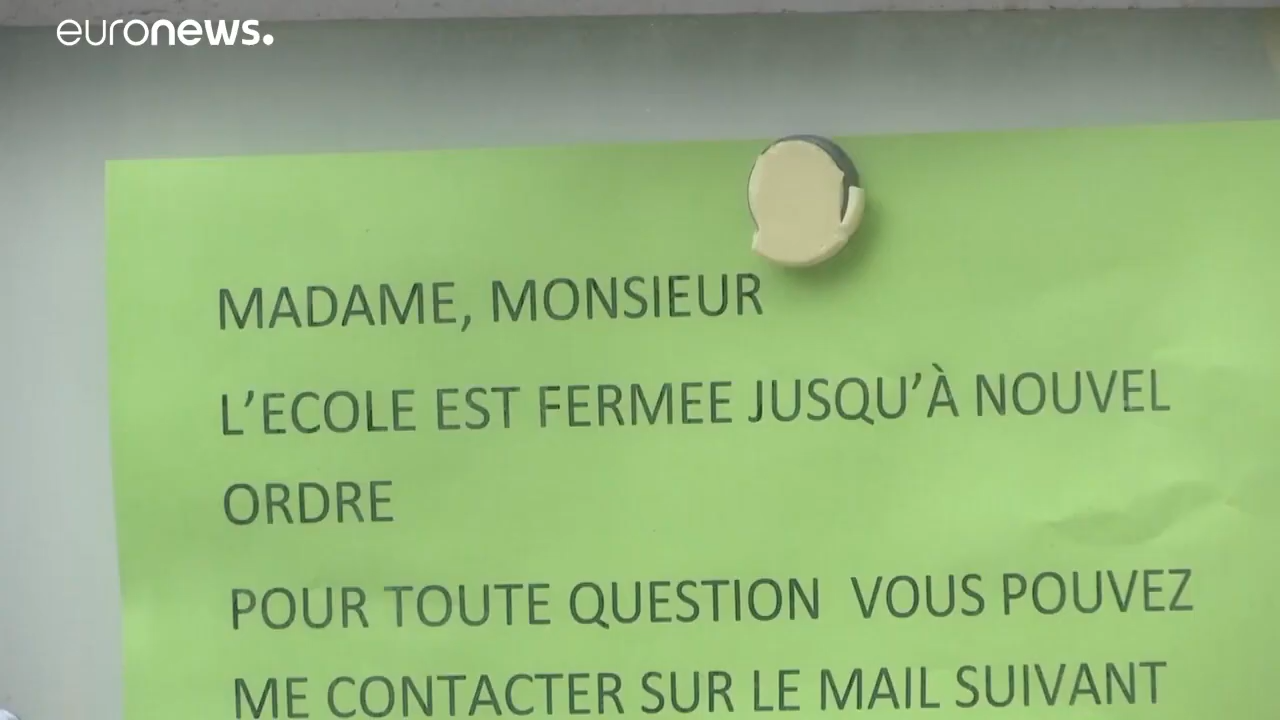 euronews.
MADAME, MONSIEUR
L’ECOLE EST FERMEE JUSQU’À NOUVEL
ORDRE
POUR TOUTE QUESTION VOUS POUVEZ
ME CONTACTER SUR LE MAIL SUIVANT